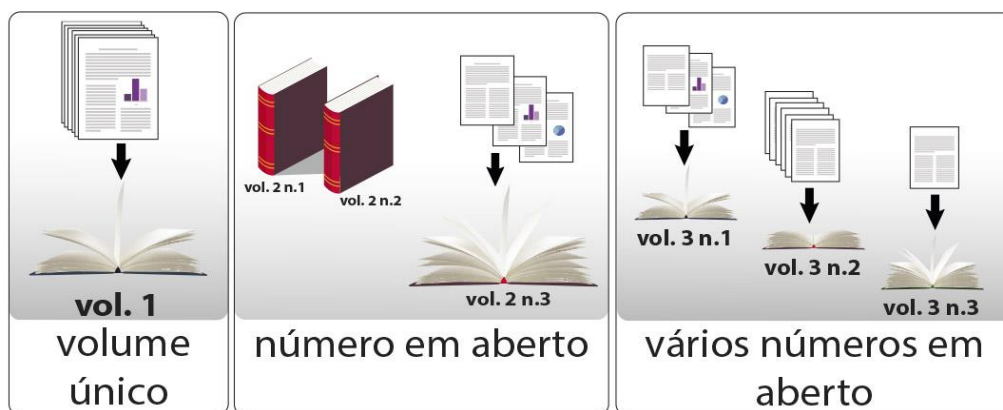 vol. 1
volume
único
vol. 2 n.1
vol. 2 n.2
vol. 2 n.3
número em aberto
vol. 3 n.1
vol. 3 n.2
vol. 3 n.3
vários números em
aberto